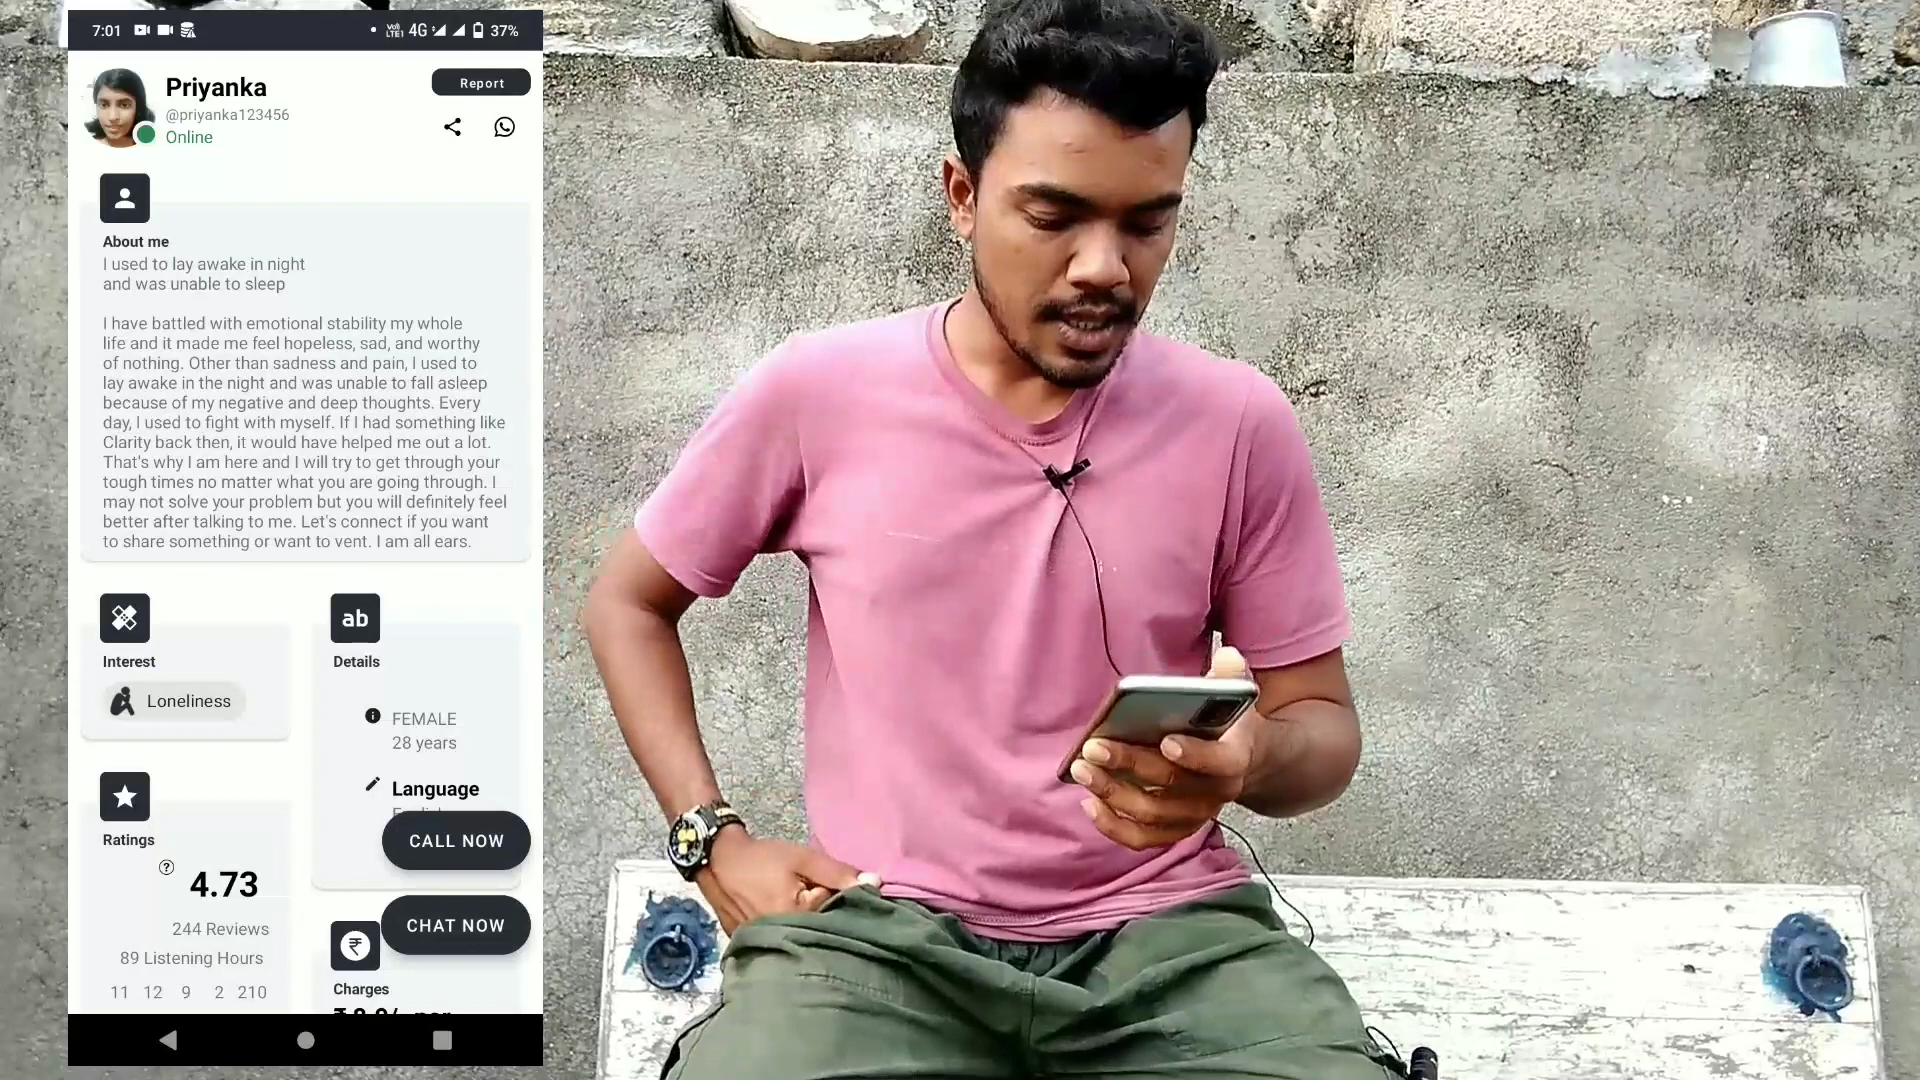 7:01
4G
37%
Priyanka
Report
@priyanka123456
Online
About me
I used to lay awake in night
and was unable to sleep
I have battled with emotional stability my whole
life and it made me feel hopeless, sad, and worthy
of nothing. Other than sadness and pain, I used to
lay awake in the night and was unable to fall asleep
because of my negative and deep thoughts. Every
day, I used to fight with myself. If I had something like
Clarity back then, it would have helped me out a lot.
That's why I am here and I will try to get through your
tough times no matter what you are going through. I
may not solve your problem but you will definitely feel
better after talking to me. Let's connect if you want
to share something or want to vent. I am all ears.
Interest
Loneliness
ab
Details
FEMALE
28 years
Language
CALL NOW
Ratings
4.73
244 Reviews
89 Listening Hours
11 12 9 2 210
CHAT NOW
₹
Charges